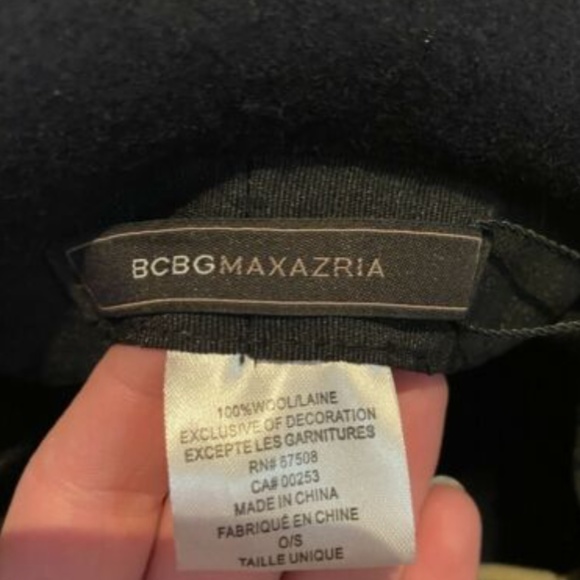 BCBGMAXAZRIA
100%WOOL/LAINE
EXCLUSIVE OF DECORATION
EXCEPTE LES GARNITURES
RN# 67508
CA# 00253
MADE IN CHINA
FABRIQUÉ EN CHINE
O/S
TAILLE UNIQUE